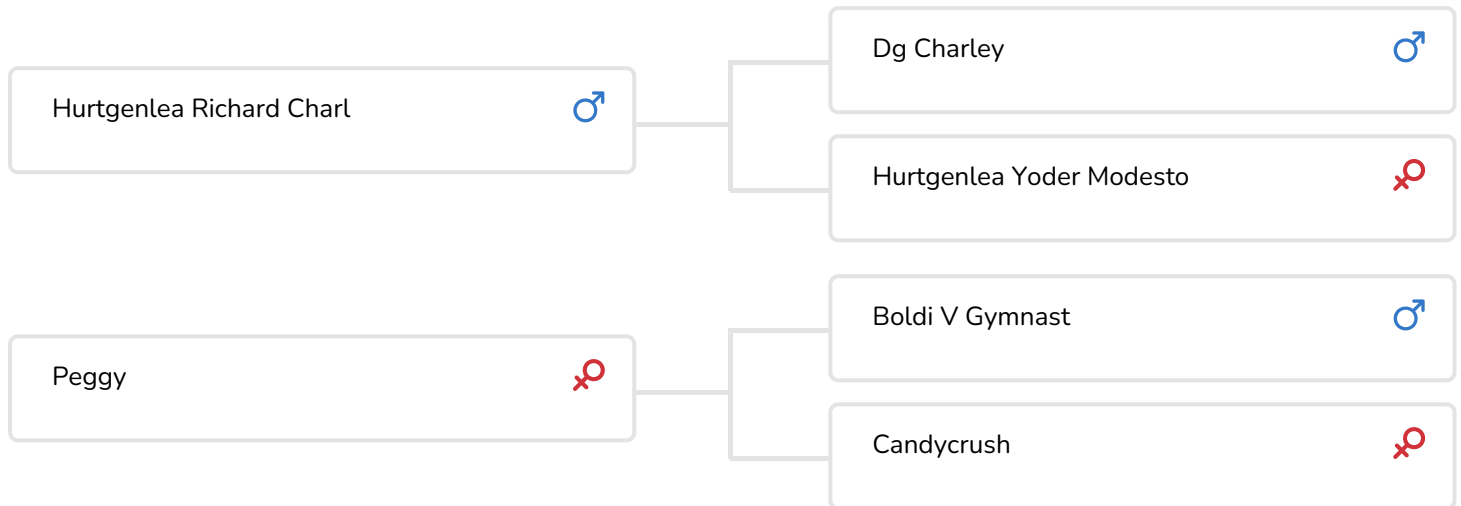 Dg Charley
Hurtgenlea Richard Charl
Hurtgenlea Yoder Modesto
Boldi V Gymnast
Peggy
Candycrush